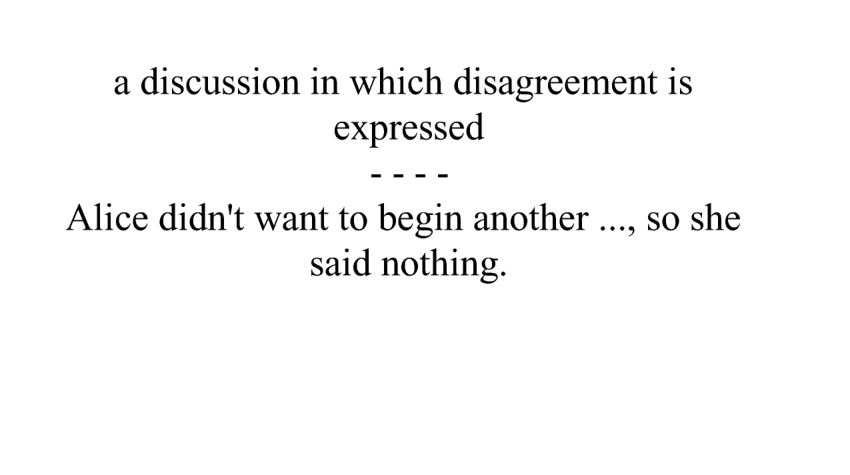 a discussion in which disagreement is
expressed
- - - -
Alice didn't want to begin another ..., so she
said nothing.